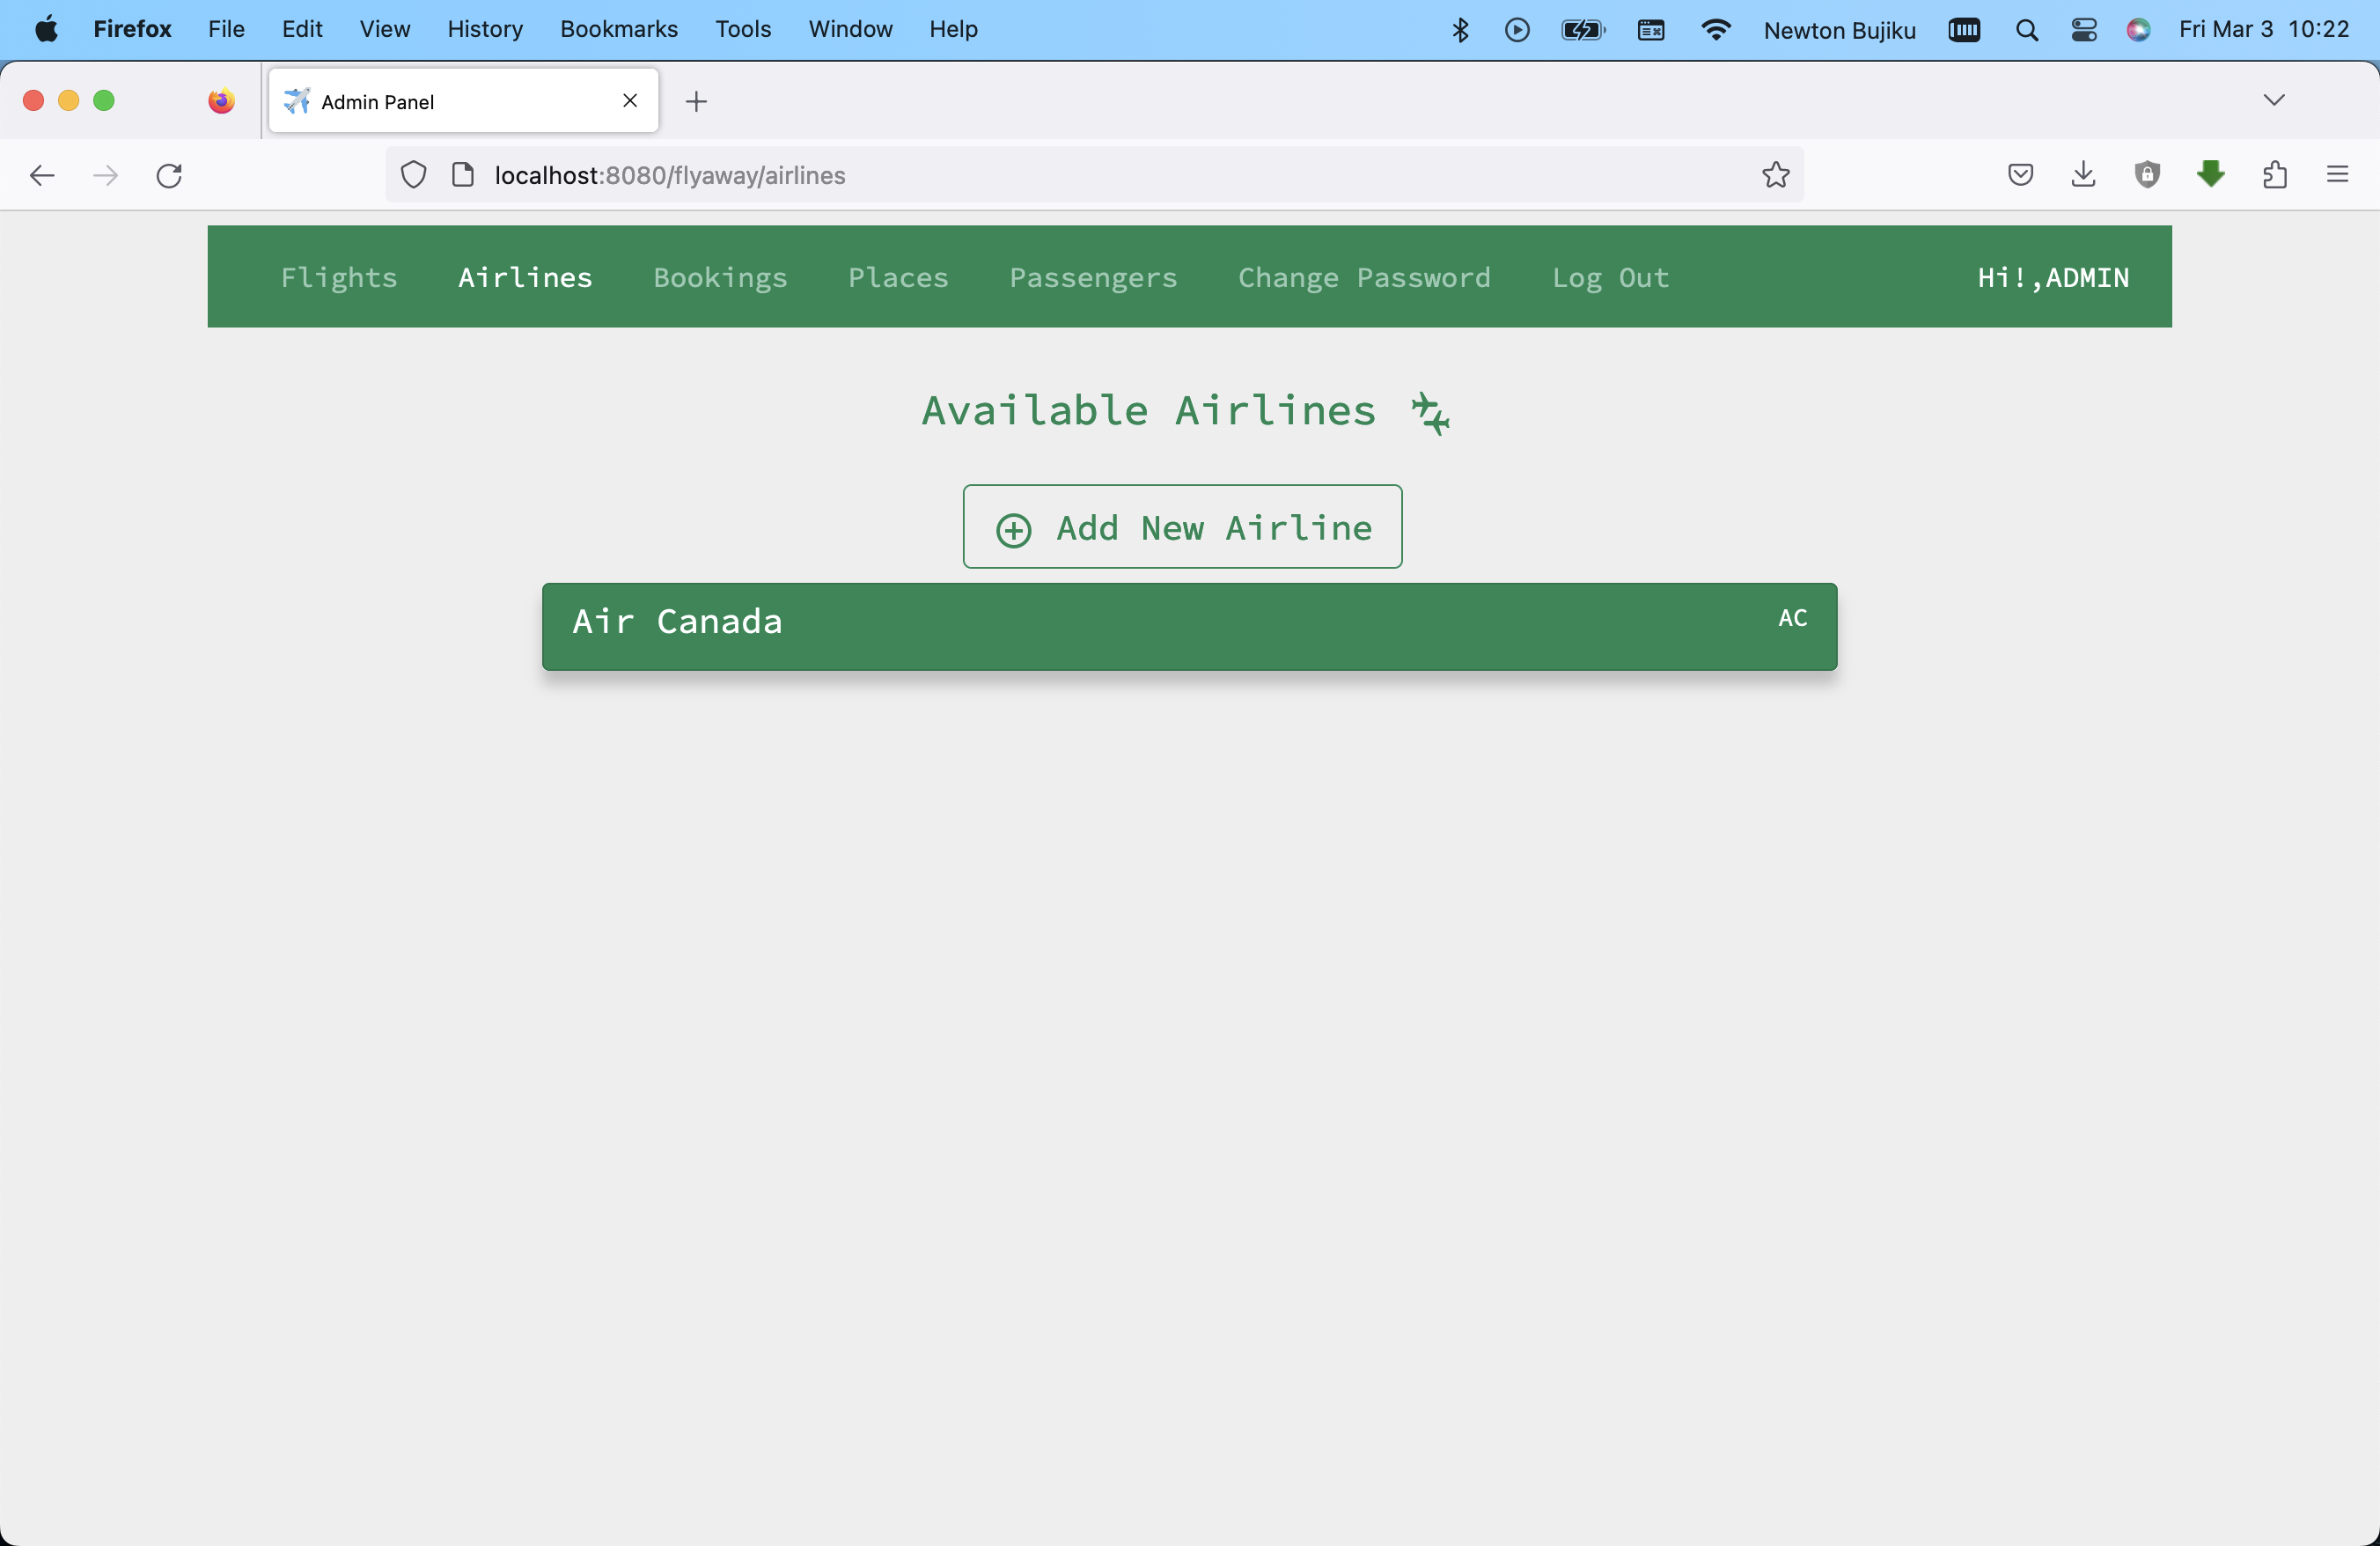 Firefox File Edit View History Bookmarks Tools Window Help Newton Bujiku Fri Mar 3 10:22
Admin Panel
localhost:8080/flyaway/airlines
Flights Airlines Bookings Places Passengers Change Password Log Out Hi!,ADMIN
Available Airlines
Add New Airline
Air Canada AC